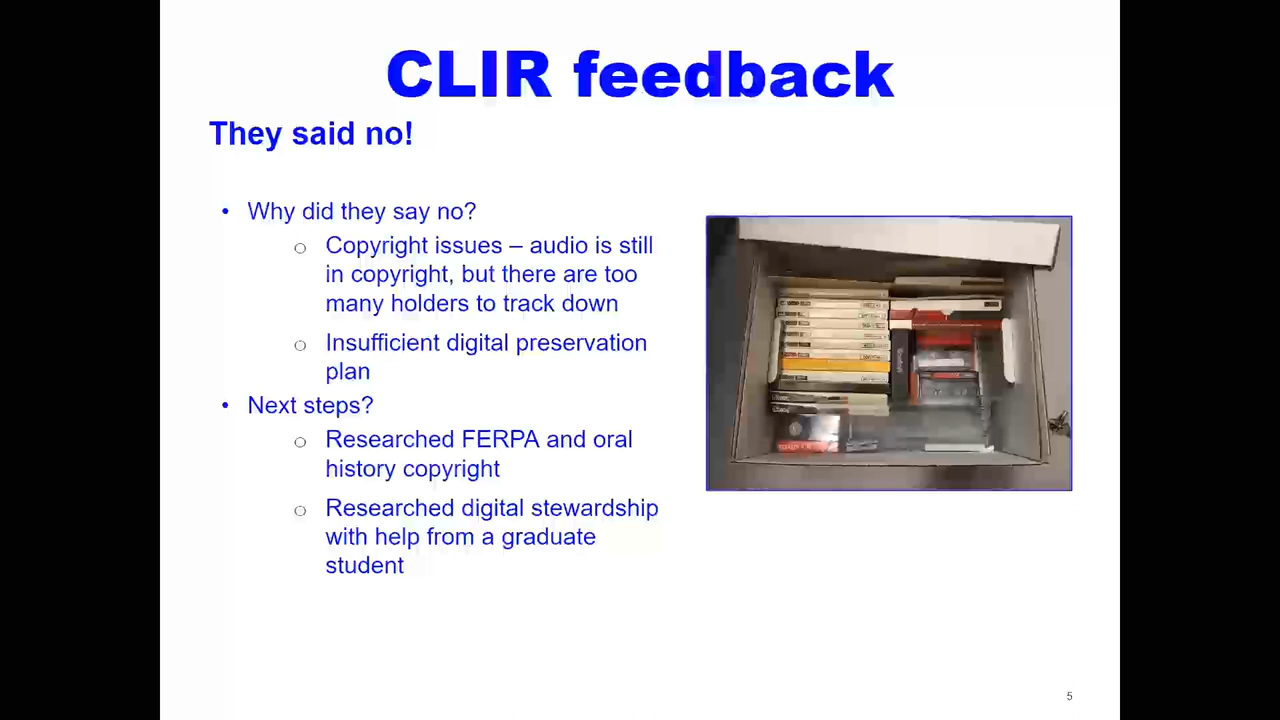 CLIR feedback
They said no!
• Why did they say no?
○ Copyright issues – audio is still
in copyright, but there are too
many holders to track down
○ Insufficient digital preservation
plan
• Next steps?
○ Researched FERPA and oral
history copyright
○ Researched digital stewardship
with help from a graduate
student
5